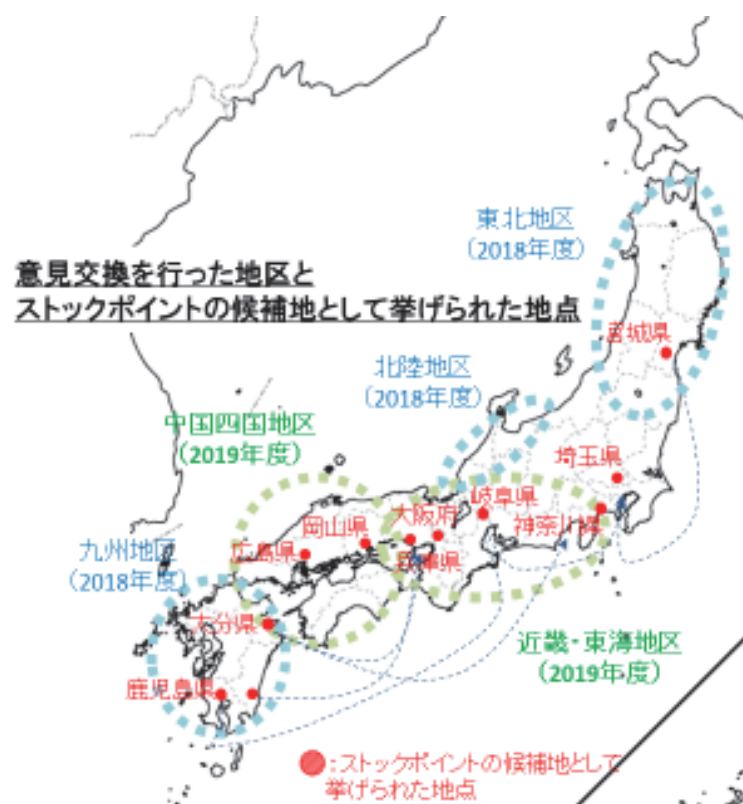 東北地区
(2018年度)
意見交換を行った地区と
ストックポイントの候補地として挙げられた地点
宮城県
北陸地区
(2018年度)
中国四国地区
(2019年度)
埼玉県
岐阜県
大阪府
神奈川県
岡山県
広島県
兵庫県
九州地区
(2018年度)
大分県
近畿・東海地区
(2019年度)
鹿児島県
●:ストックポイントの候補地として
挙げられた地点